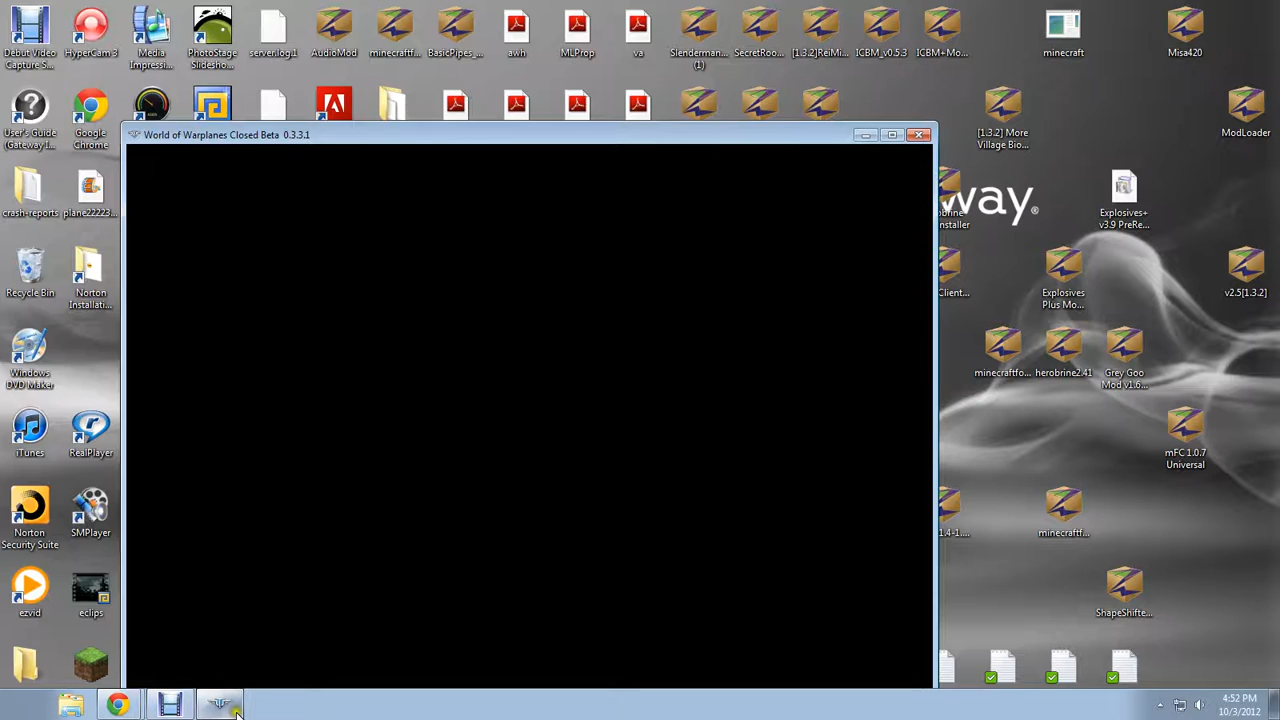 Debut Video
Capture S...
HyperCam 3
Media
Impressi...
PhotoStage
Slidesho...
server.log1
AudioMod
minecraftf...
BasicPipes_...
awh
MLProp
va
Slenderman...
(1)
SecretRoo...
[1.3.2]ReiMi...
ICBM_v0.5.3
ICBM+Mo...
minecraft
Misa420
User's Guide
(Gateway I...
Google
Chrome
World of Warplanes Closed Beta 0.3.3.1
[1.3.2] More
Village Bio...
ModLoader
crash-reports
plane22223...
way
Explosives+
v3.9 PreRe...
Recycle Bin
Norton
Installati...
Client...
Explosives
Plus Mo...
v2.5[1.3.2]
Windows
DVD Maker
minecraftfo...
herobrine2.41
Grey Goo
Mod v1.6...
iTunes
RealPlayer
mFC 1.0.7
Universal
Norton
Security Suite
SMPlayer
1.4-1....
minecraftf...
ezvid
eclips
ShapeShifte...
4:52 PM
10/3/2012